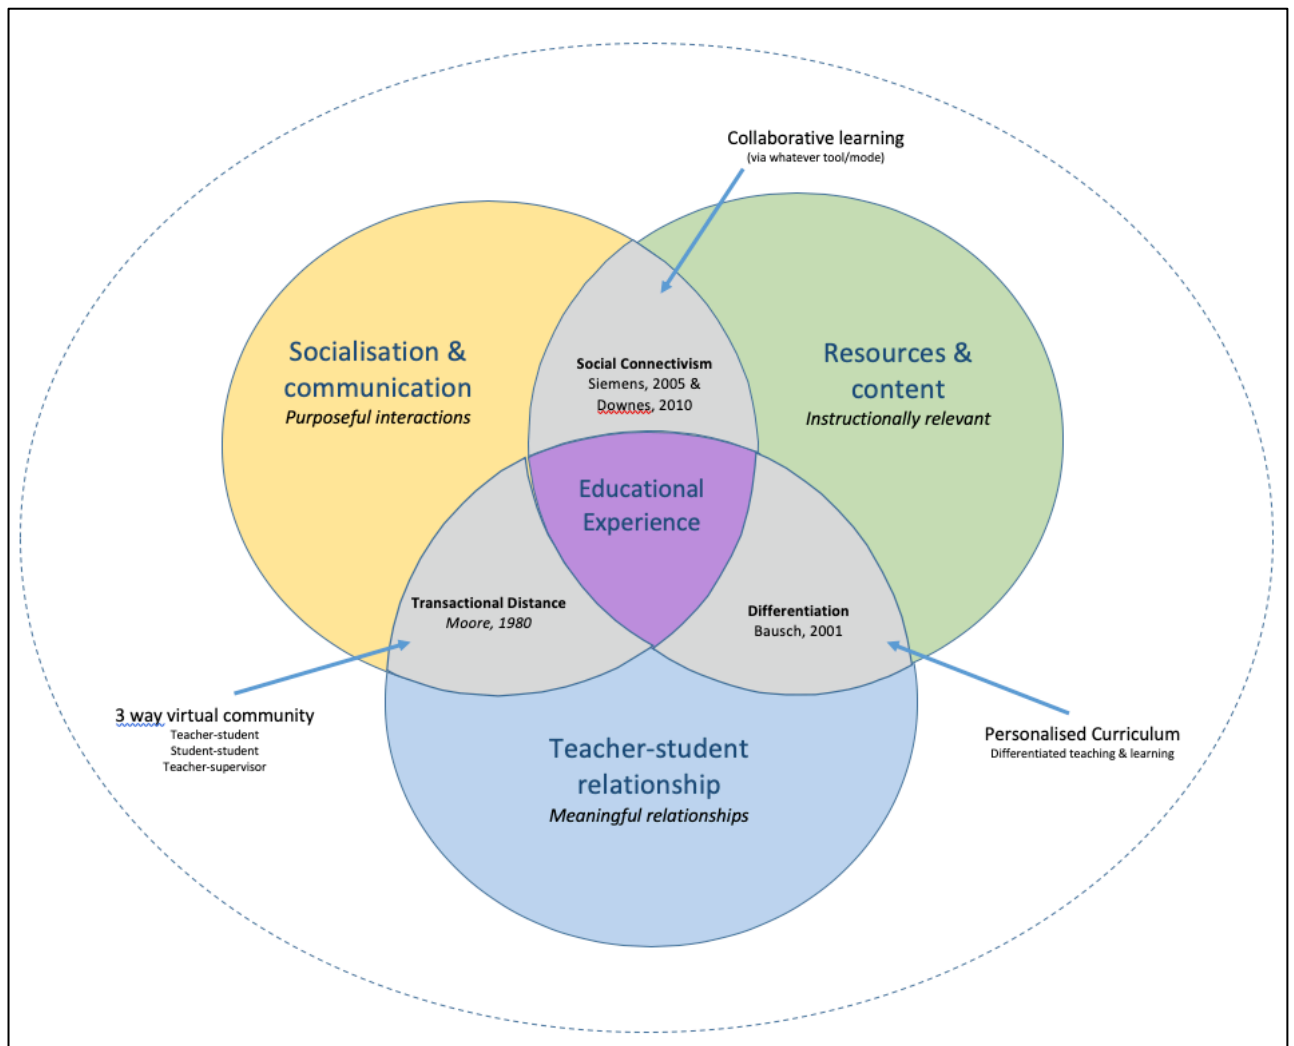 Collaborative learning
(via whatever tool/mode)
Socialisation &
communication
Purposeful interactions
Resources &
content
Instructionally relevant
Social Connectivism
Siemens, 2005 &
Downes, 2010
Educational
Experience
Transactional Distance
Moore, 1980
Differentiation
Bausch, 2001
3 way virtual community
Teacher-student
Student-student
Teacher-supervisor
Personalised Curriculum
Differentiated teaching & learning
Teacher-student
relationship
Meaningful relationships